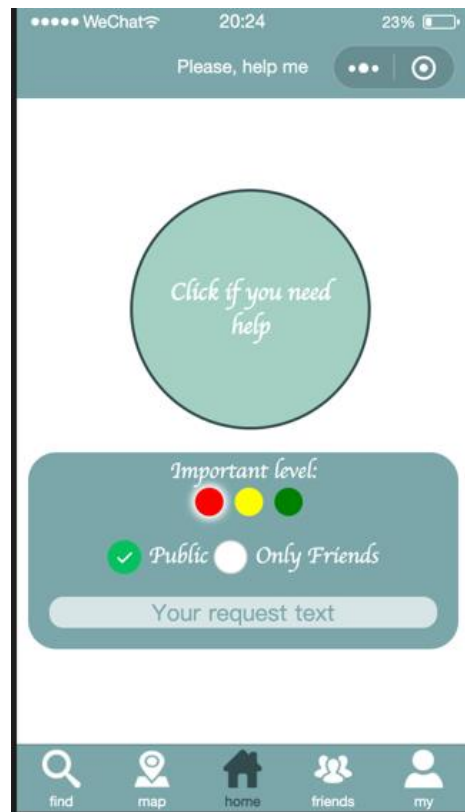 WeChat 20:24 23%
Please, help me
Click if you need
help
Important level:
Public Only Friends
Your request text
find map home friends my